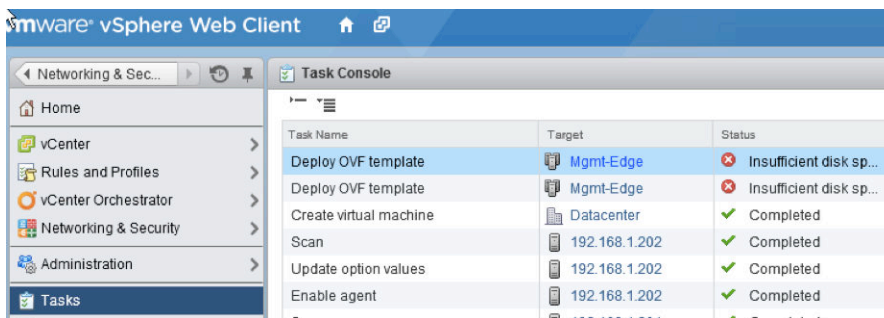 vmware® vSphere Web Client
Networking & Sec...
Task Console
Home
Task Name Target Status
vCenter
Deploy OVF template Mgmt-Edge Insufficient disk sp...
Rules and Profiles
Deploy OVF template Mgmt-Edge Insufficient disk sp...
vCenter Orchestrator
Create virtual machine Datacenter Completed
Networking & Security
Scan 192.168.1.202 Completed
Administration
Update option values 192.168.1.202 Completed
Tasks
Enable agent 192.168.1.202 Completed